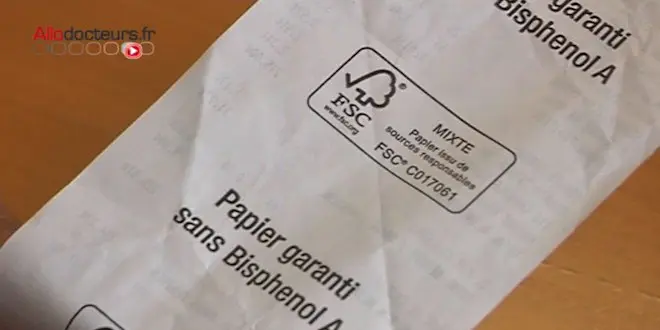 Allodocteurs.fr
papier garanti
Bisphenol A
FSC
®
www.fsc.org
MIXTE
Papier issu de
sources responsables
FSC® C017061
Papier garanti
sans Bisphenol A